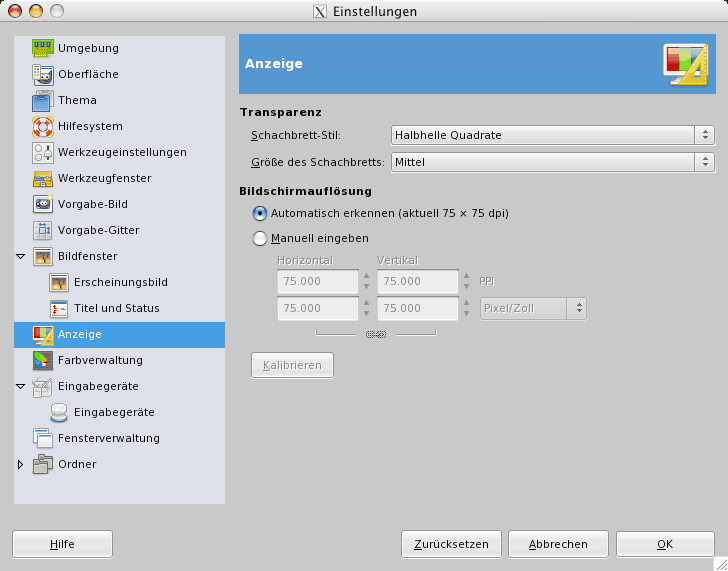 Einstellungen
Umgebung
Oberfläche
Thema
Hilfesystem
Werkzeugeinstellungen
Werkzeugfenster
Vorgabe-Bild
Vorgabe-Gitter
Bildfenster
Erscheinungsbild
Titel und Status
Anzeige
Farbverwaltung
Eingabegeräte
Eingabegeräte
Fensterverwaltung
Ordner
Anzeige
Transparenz
Schachbrett-Stil: Halbhelle Quadrate
Größe des Schachbretts: Mittel
Bildschirmauflösung
Automatisch erkennen (aktuell 75 × 75 dpi)
Manuell eingeben
Horizontal Vertikal
75.000 75.000 PPI
75.000 75.000 Pixel/Zoll
Kalibrieren
Hilfe Zurücksetzen Abbrechen OK